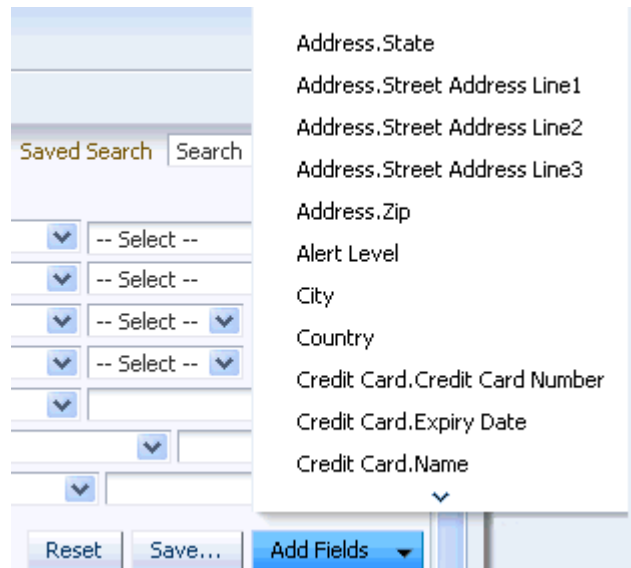 Address.State
Address.Street Address Line1
Address.Street Address Line2
Saved Search Search
Address.Street Address Line3
Address.Zip
-- Select --
Alert Level
-- Select --
City
-- Select --
Country
-- Select --
Credit Card.Credit Card Number
Credit Card.Expiry Date
Credit Card.Name
Reset Save... Add Fields